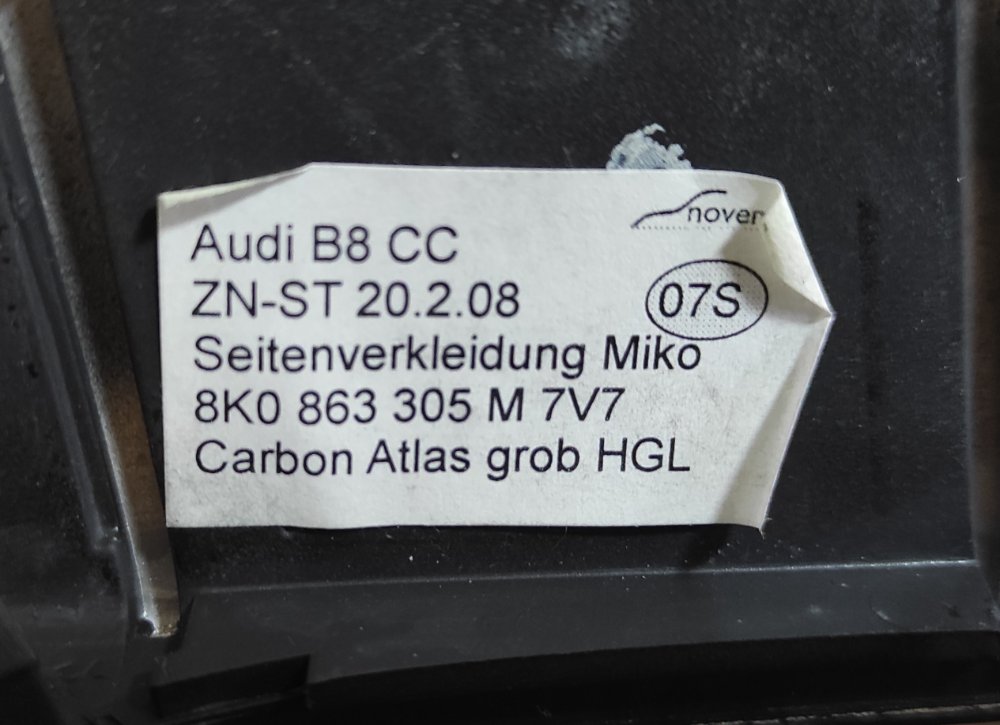 nover
Audi B8 CC
ZN-ST 20.2.08
07S
Seitenverkleidung Miko
8K0 863 305 M 7V7
Carbon Atlas grob HGL